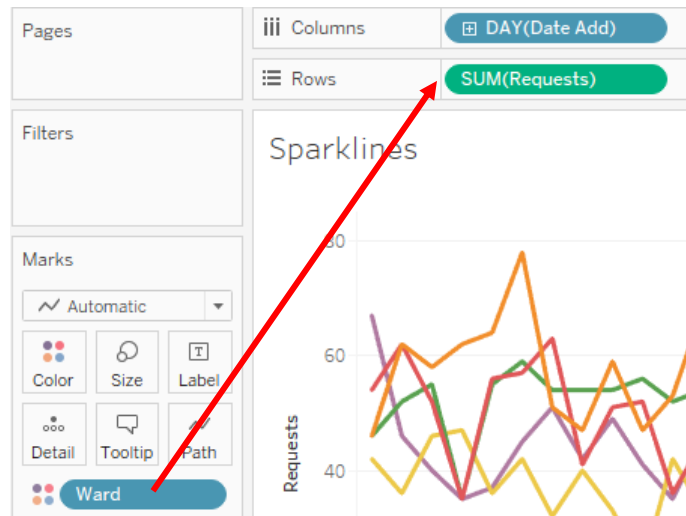 Pages
Columns
DAY(Date Add)
Rows
SUM(Requests)
Filters
Sparklines
Marks
Automatic
Color
Size
Label
Detail
Tooltip
Path
Ward
80
60
40
Requests